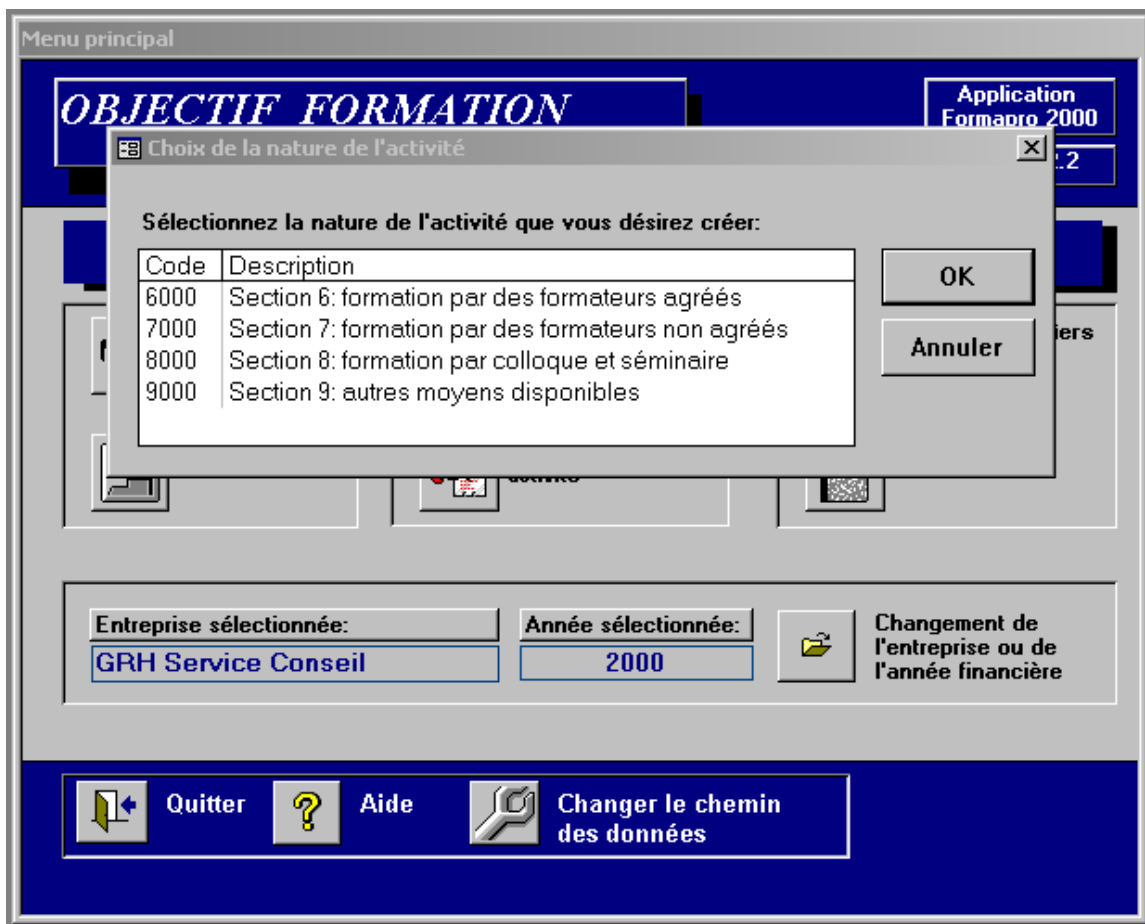 Menu principal
OBJECTIF FORMATION
Application
Formapro 2000
.2
Choix de la nature de l'activité
Sélectionnez la nature de l'activité que vous désirez créer:
Code Description
6000 Section 6: formation par des formateurs agréés
7000 Section 7: formation par des formateurs non agréés
8000 Section 8: formation par colloque et séminaire
9000 Section 9: autres moyens disponibles
OK
Annuler
iers
Entreprise sélectionnée:
GRH Service Conseil
Année sélectionnée:
2000
Changement de
l'entreprise ou de
l'année financière
Quitter
Aide
Changer le chemin
des données